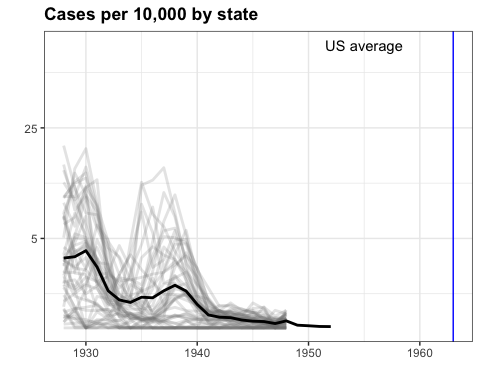 Cases per 10,000 by state
US average
25
5
1930 1940 1950 1960